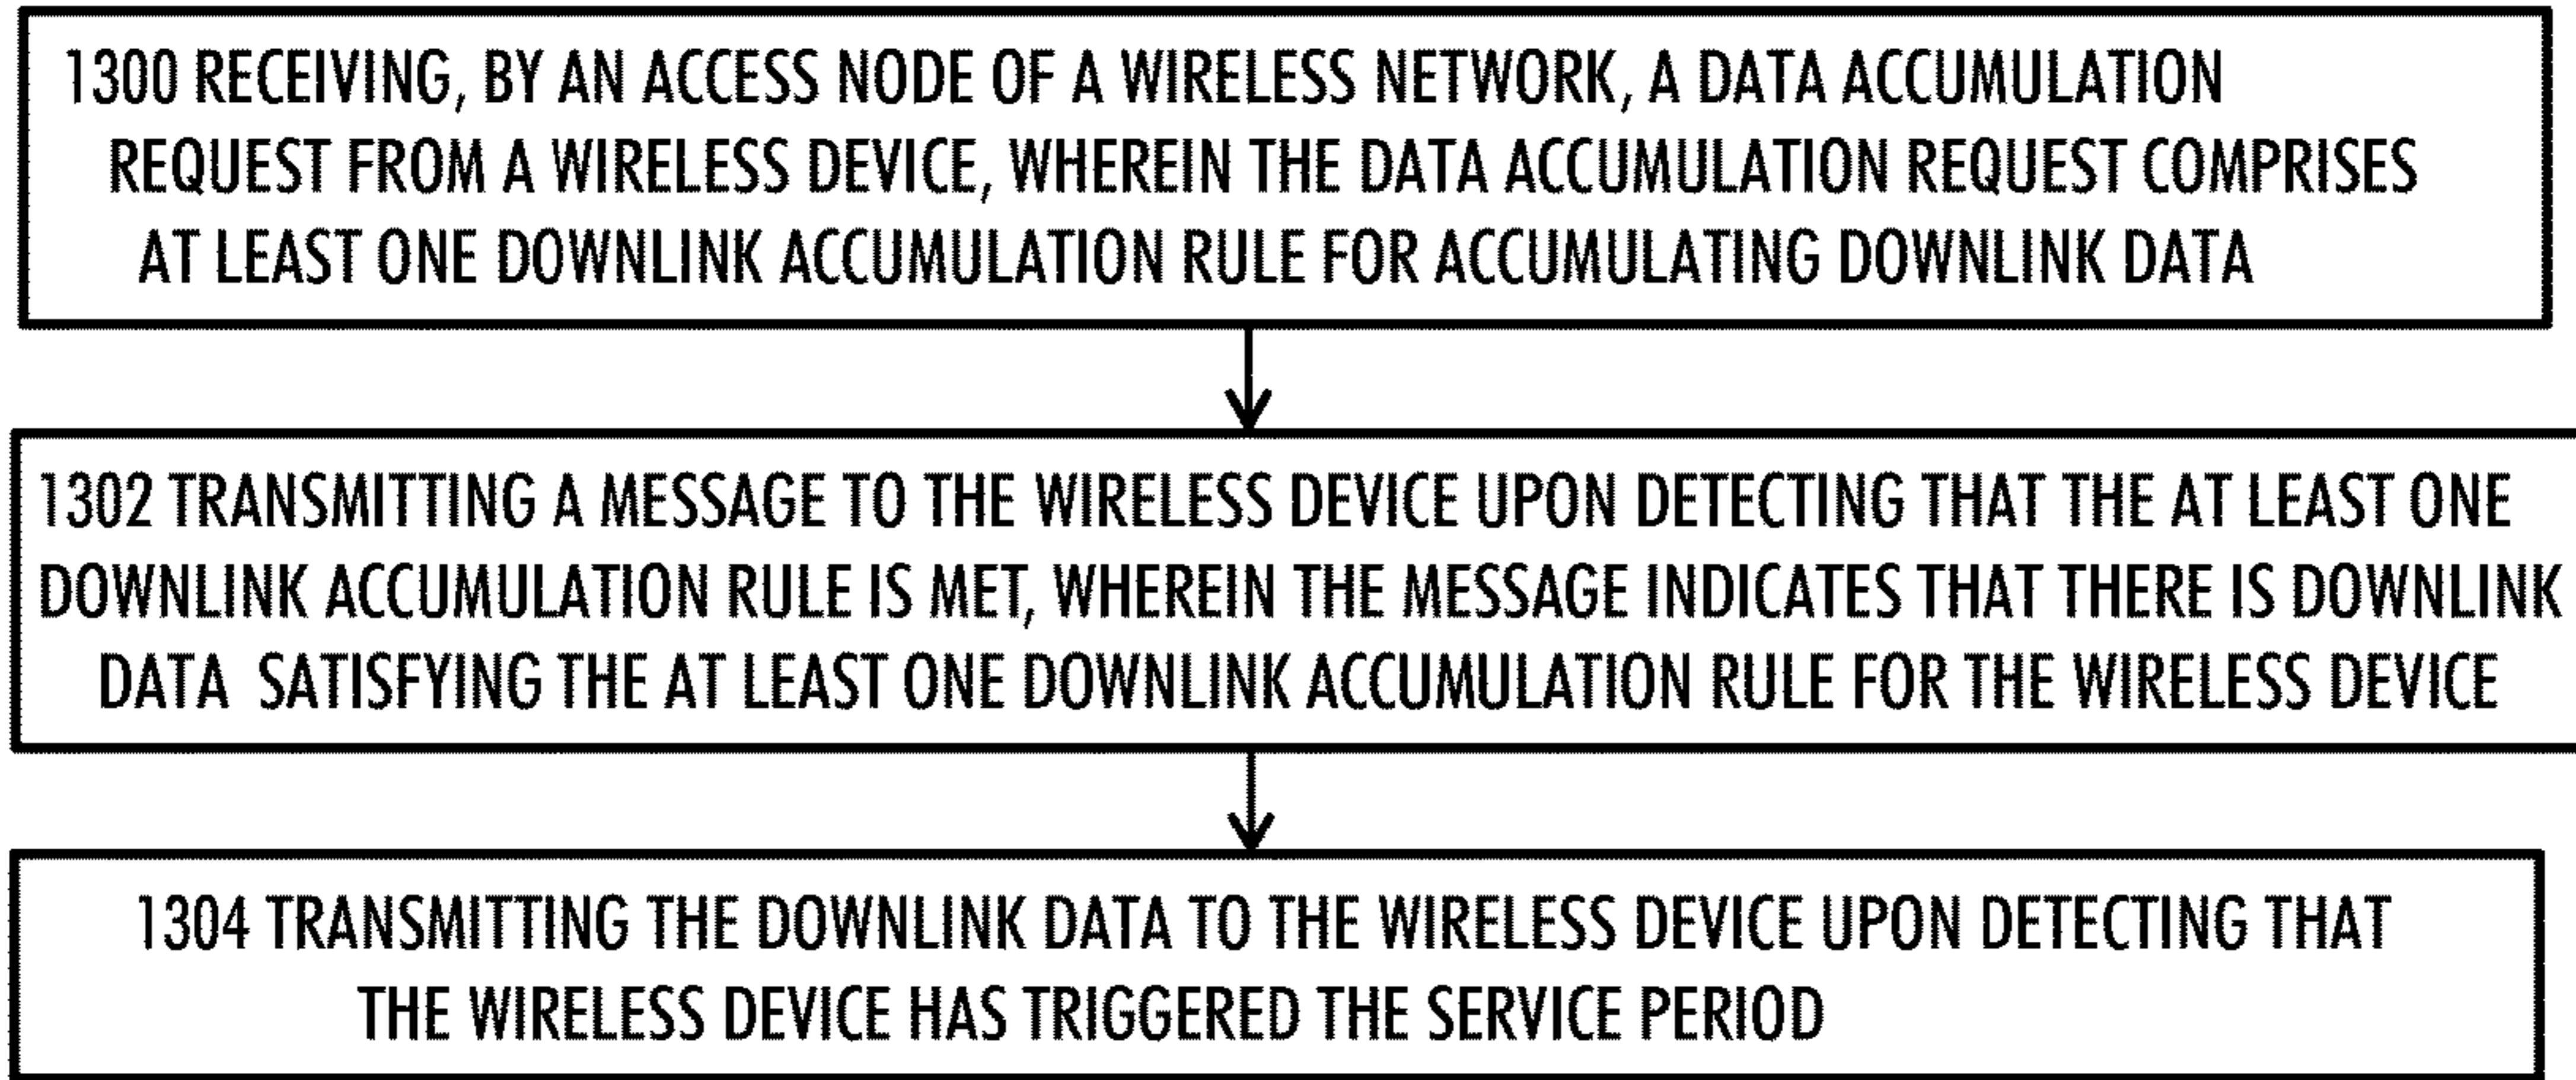 1300 RECEIVING, BY AN ACCESS NODE OF A WIRELESS NETWORK, A DATA ACCUMULATION
REQUEST FROM A WIRELESS DEVICE, WHEREIN THE DATA ACCUMULATION REQUEST COMPRISES
AT LEAST ONE DOWNLINK ACCUMULATION RULE FOR ACCUMULATING DOWNLINK DATA
1302 TRANSMITTING A MESSAGE TO THE WIRELESS DEVICE UPON DETECTING THAT THE AT LEAST ONE
DOWNLINK ACCUMULATION RULE IS MET, WHEREIN THE MESSAGE INDICATES THAT THERE IS DOWNLINK
DATA SATISFYING THE AT LEAST ONE DOWNLINK ACCUMULATION RULE FOR THE WIRELESS DEVICE
1304 TRANSMITTING THE DOWNLINK DATA TO THE WIRELESS DEVICE UPON DETECTING THAT
THE WIRELESS DEVICE HAS TRIGGERED THE SERVICE PERIOD